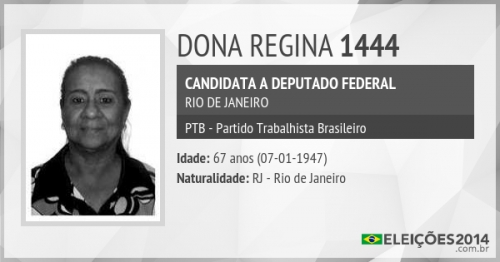 DONA REGINA 1444
CANDIDATA A DEPUTADO FEDERAL
RIO DE JANEIRO
PTB - Partido Trabalhista Brasileiro
Idade: 67 anos (07-01-1947)
Naturalidade: RJ - Rio de Janeiro
ELEIÇÕES2014
.com.br